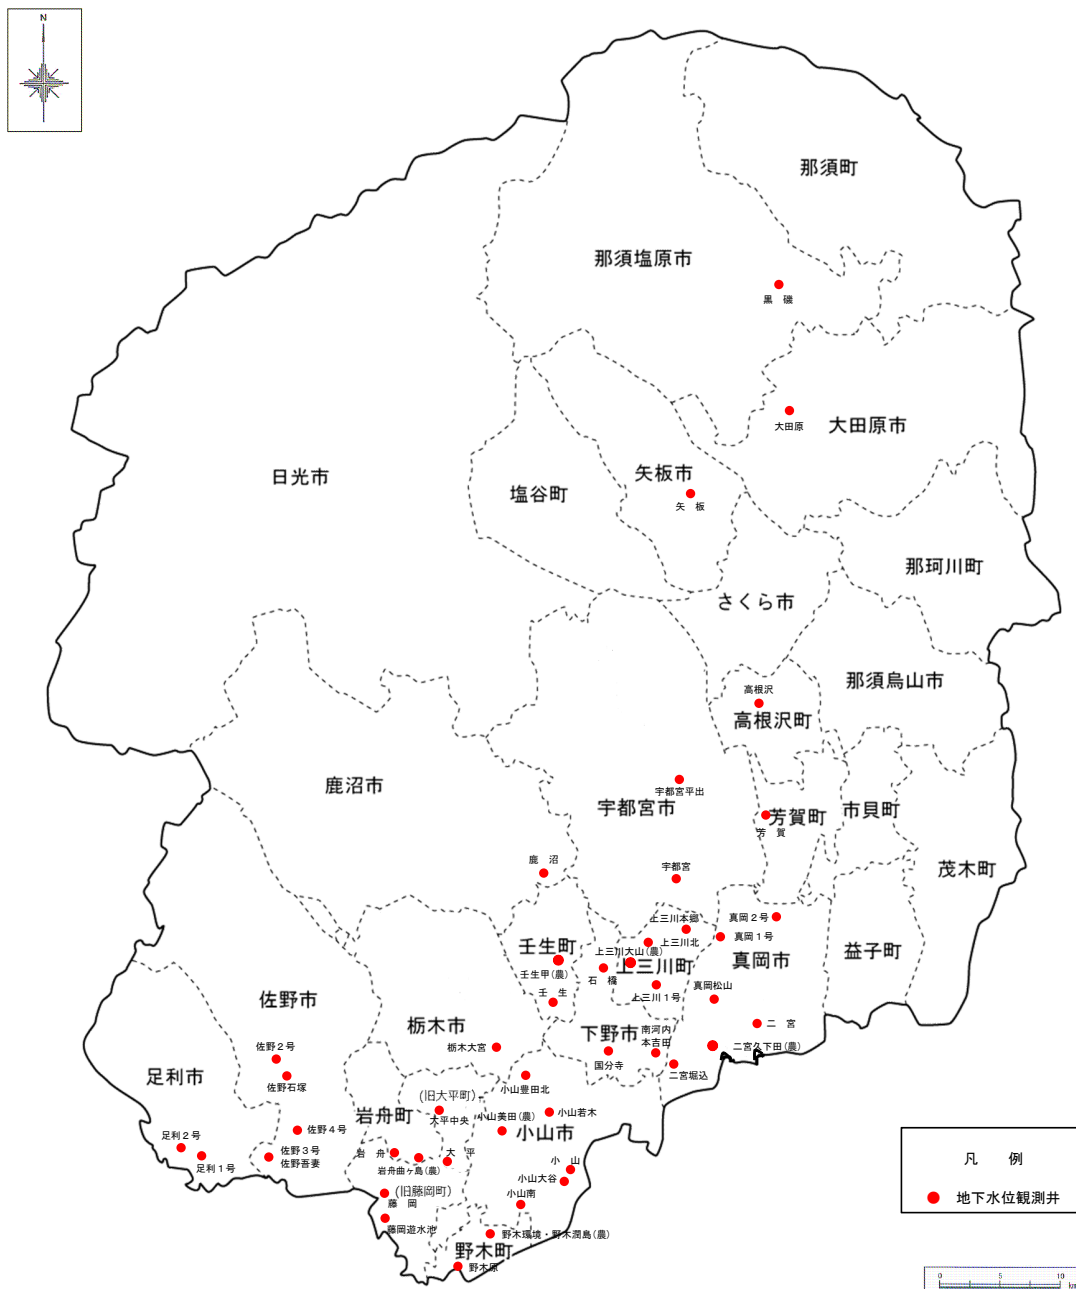 N
那須町
那須塩原市
黒 磯
大田原市
大田原
矢板市
矢 板
日光市
塩谷町
那珂川町
さくら市
那須烏山市
高根沢
高根沢町
鹿沼市
宇都宮平出
宇都宮市
芳賀町
芳 賀
市貝町
茂木町
鹿 沼
宇都宮
上三川本郷
真岡2号
真岡1号
上三川北
上三川大山(農)
壬生町
上三川町
真岡市
益子町
壬生甲(農)
石 橋
壬 生
上三川1号
真岡松山
佐野市
栃木市
下野市
南河内
本吉田
二 宮
二宮久下田(農)
栃木大宮
国分寺
二宮堀込
佐野2号
足利市
佐野石塚
小山豊田北
(旧大平町)
岩舟町
大平中央
小山美田(農)
小山若木
小山市
佐野4号
足利2号
足利1号
佐野3号
佐野吾妻
岩 舟
大 平
岩舟曲ヶ島(農)
小 山
小山大谷
(旧藤岡町)
藤 岡
小山南
藤岡遊水池
野木環境・野木潤島(農)
野木町
野木原
凡 例
地下水位観測井
0 5 10
km